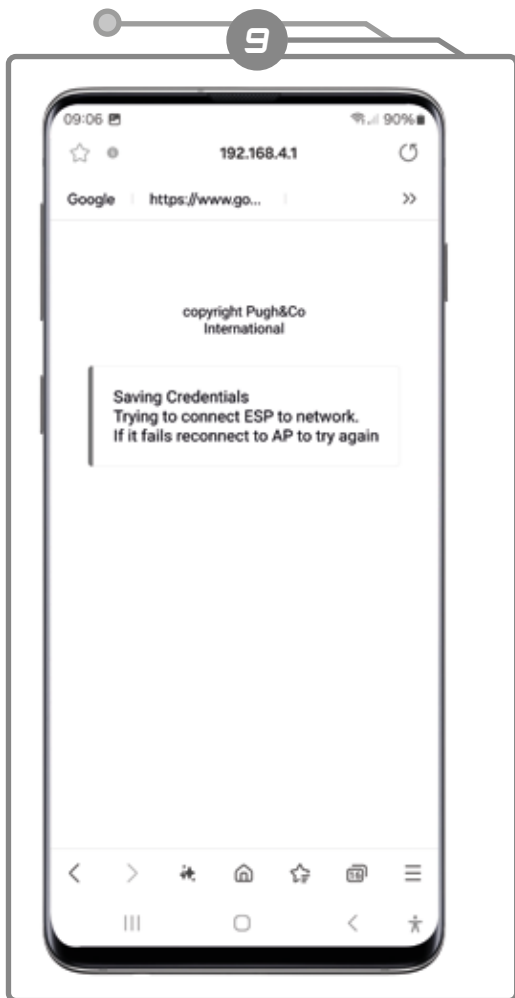 9
09:06 90%
192.168.4.1
Google https://www.go...
copyright Pugh&Co
International
Saving Credentials
Trying to connect ESP to network.
If it fails reconnect to AP to try again